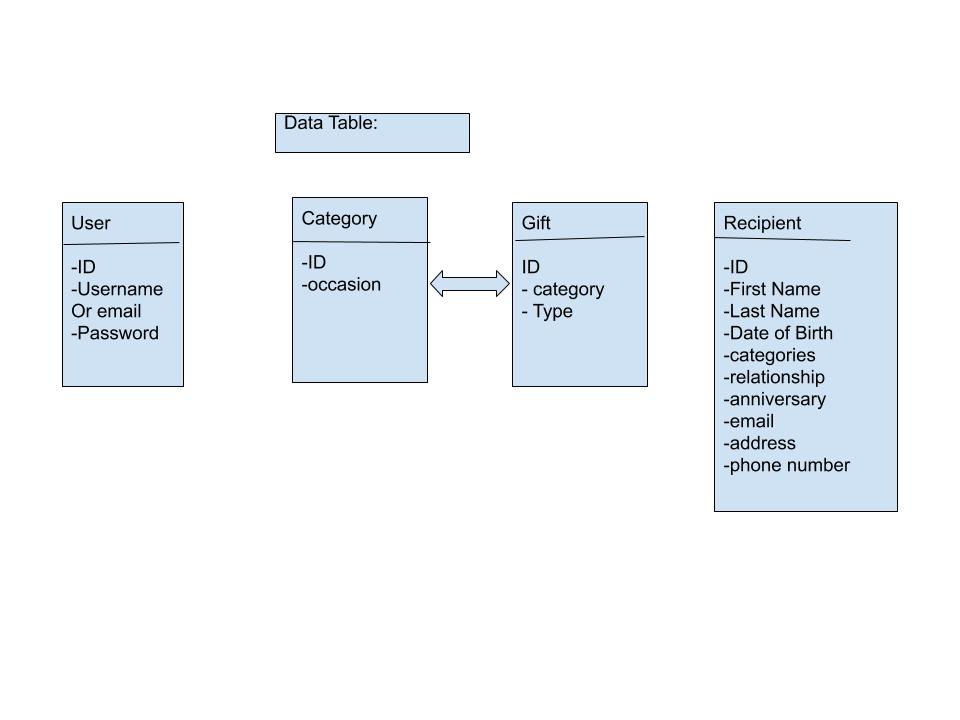 Data Table:
User
-ID
-Username
Or email
-Password
Category
-ID
-occasion
Gift
ID
- category
- Type
Recipient
-ID
-First Name
-Last Name
-Date of Birth
-categories
-relationship
-anniversary
-email
-address
-phone number